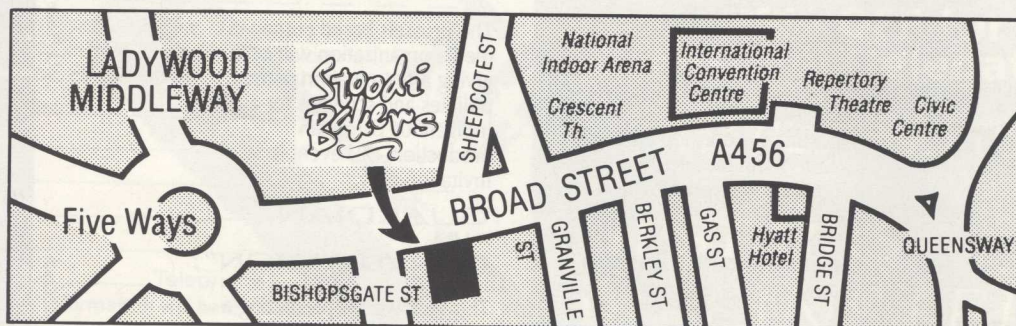 LADYWOOD
MIDDLEWAY
Stoodi
Bakers
SHEEPCOTE ST
National
Indoor Arena
Crescent
Th.
International
Convention
Centre
Repertory
Theatre
Civic
Centre
Five Ways
BROAD STREET
A456
BISHOPSGATE ST
GRANVILLE ST
BERKLEY ST
GAS ST
Hyatt
Hotel
BRIDGE ST
QUEENSWAY